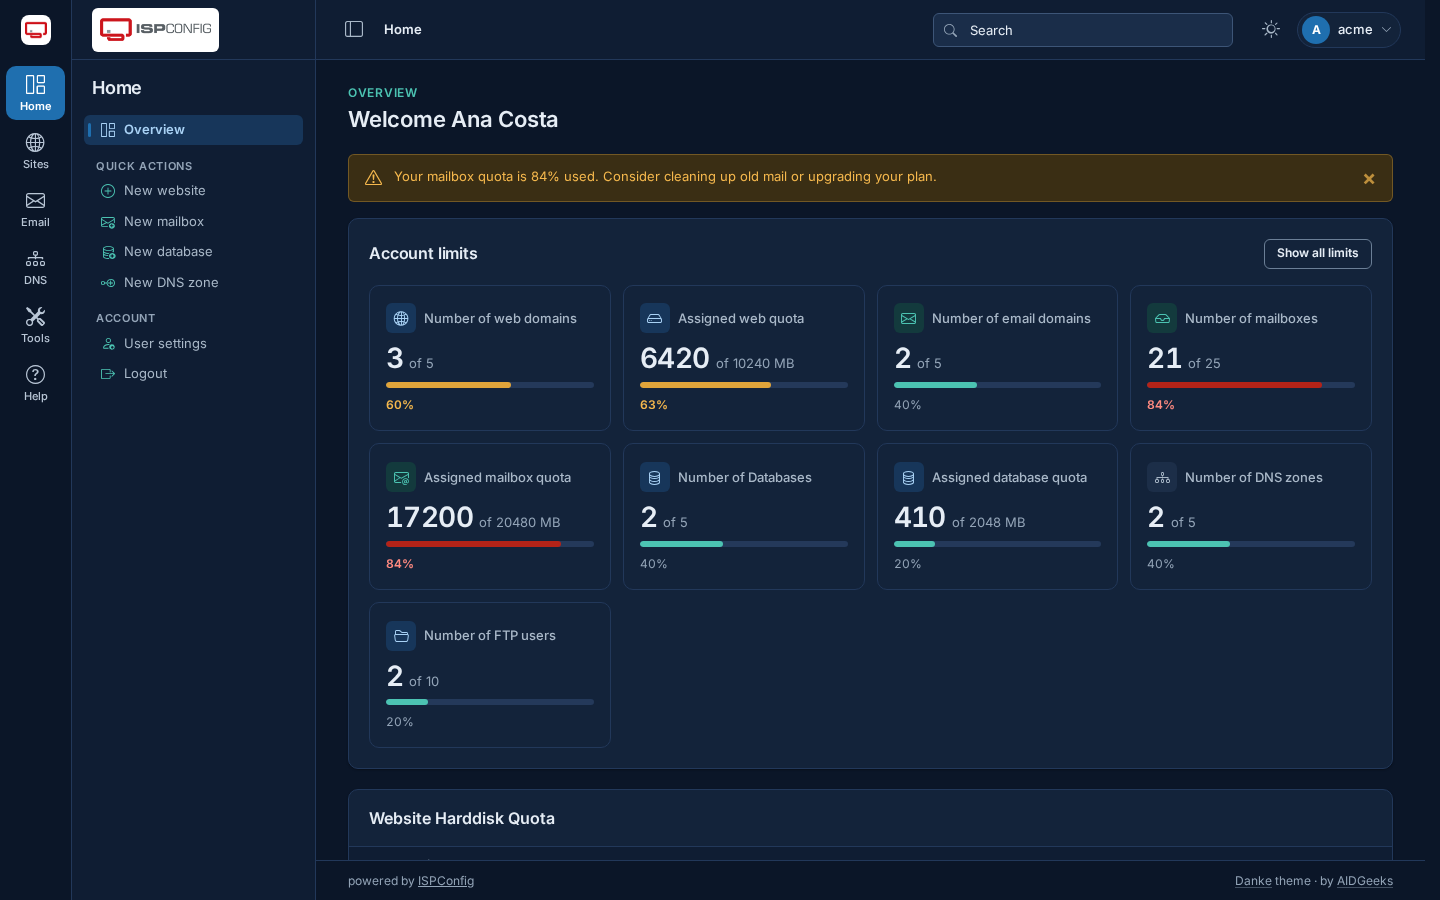 ISPCONFIG
Home
Search
A
acme
Home
Sites
Email
DNS
Tools
Help
Home
Overview
QUICK ACTIONS
New website
New mailbox
New database
New DNS zone
ACCOUNT
User settings
Logout
OVERVIEW
Welcome Ana Costa
Your mailbox quota is 84% used. Consider cleaning up old mail or upgrading your plan.
Account limits
Show all limits
Number of web domains
3 of 5
60%
Assigned web quota
6420 of 10240 MB
63%
Number of email domains
2 of 5
40%
Number of mailboxes
21 of 25
84%
Assigned mailbox quota
17200 of 20480 MB
84%
Number of Databases
2 of 5
40%
Assigned database quota
410 of 2048 MB
20%
Number of DNS zones
2 of 5
40%
Number of FTP users
2 of 10
20%
Website Harddisk Quota
powered by ISPConfig
Danke theme · by AIDGeeks